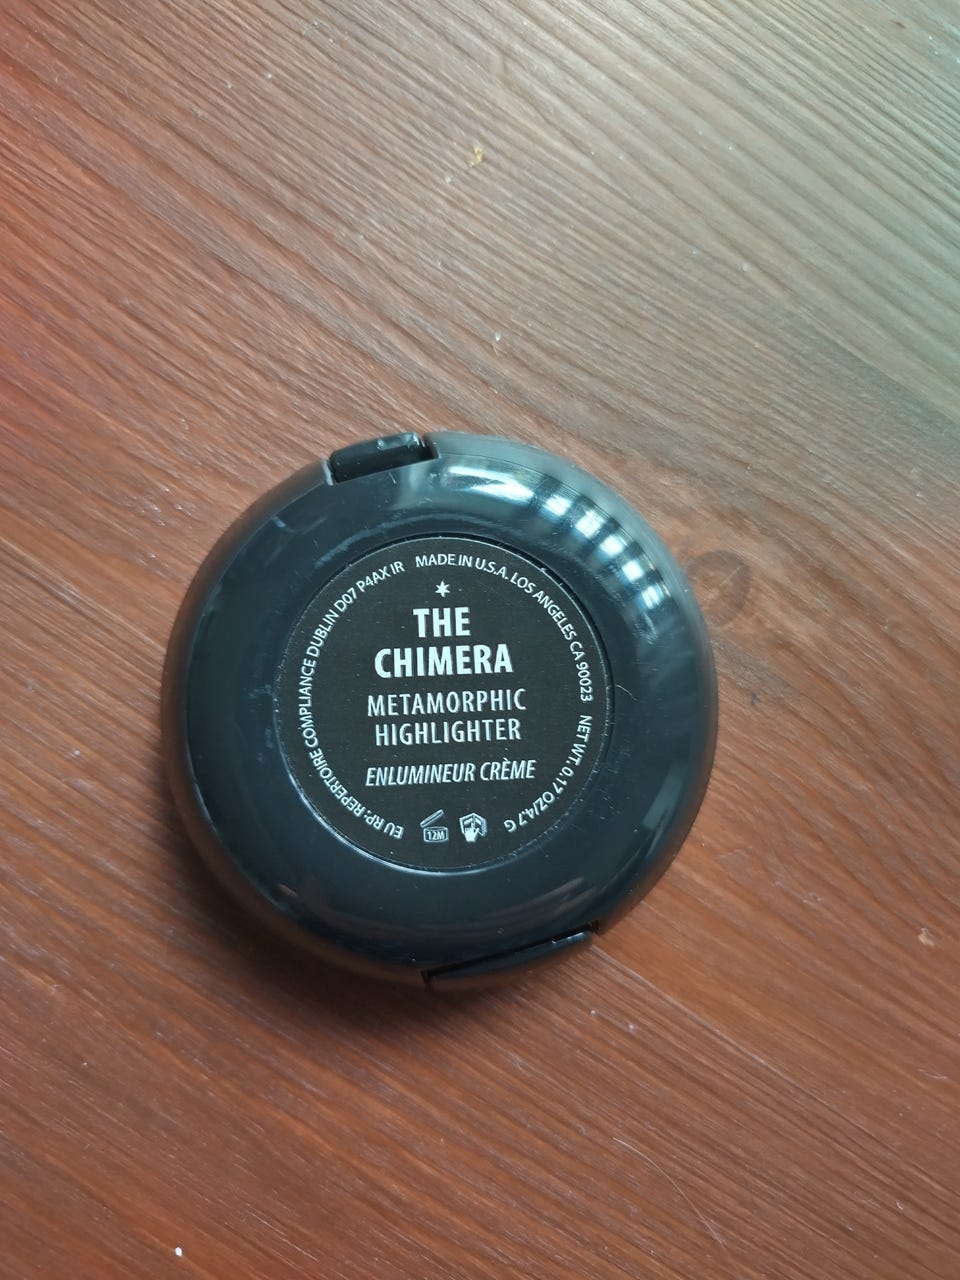 EU RP: REPERTOIRE COMPLIANCE DUBLIN D07 P4AX IR MADE IN U.S.A. LOS ANGELES CA 90023 NET WT. 0.17 OZ/4.7 G
THE
CHIMERA
METAMORPHIC
HIGHLIGHTER
ENLUMINEUR CRÈME
12M